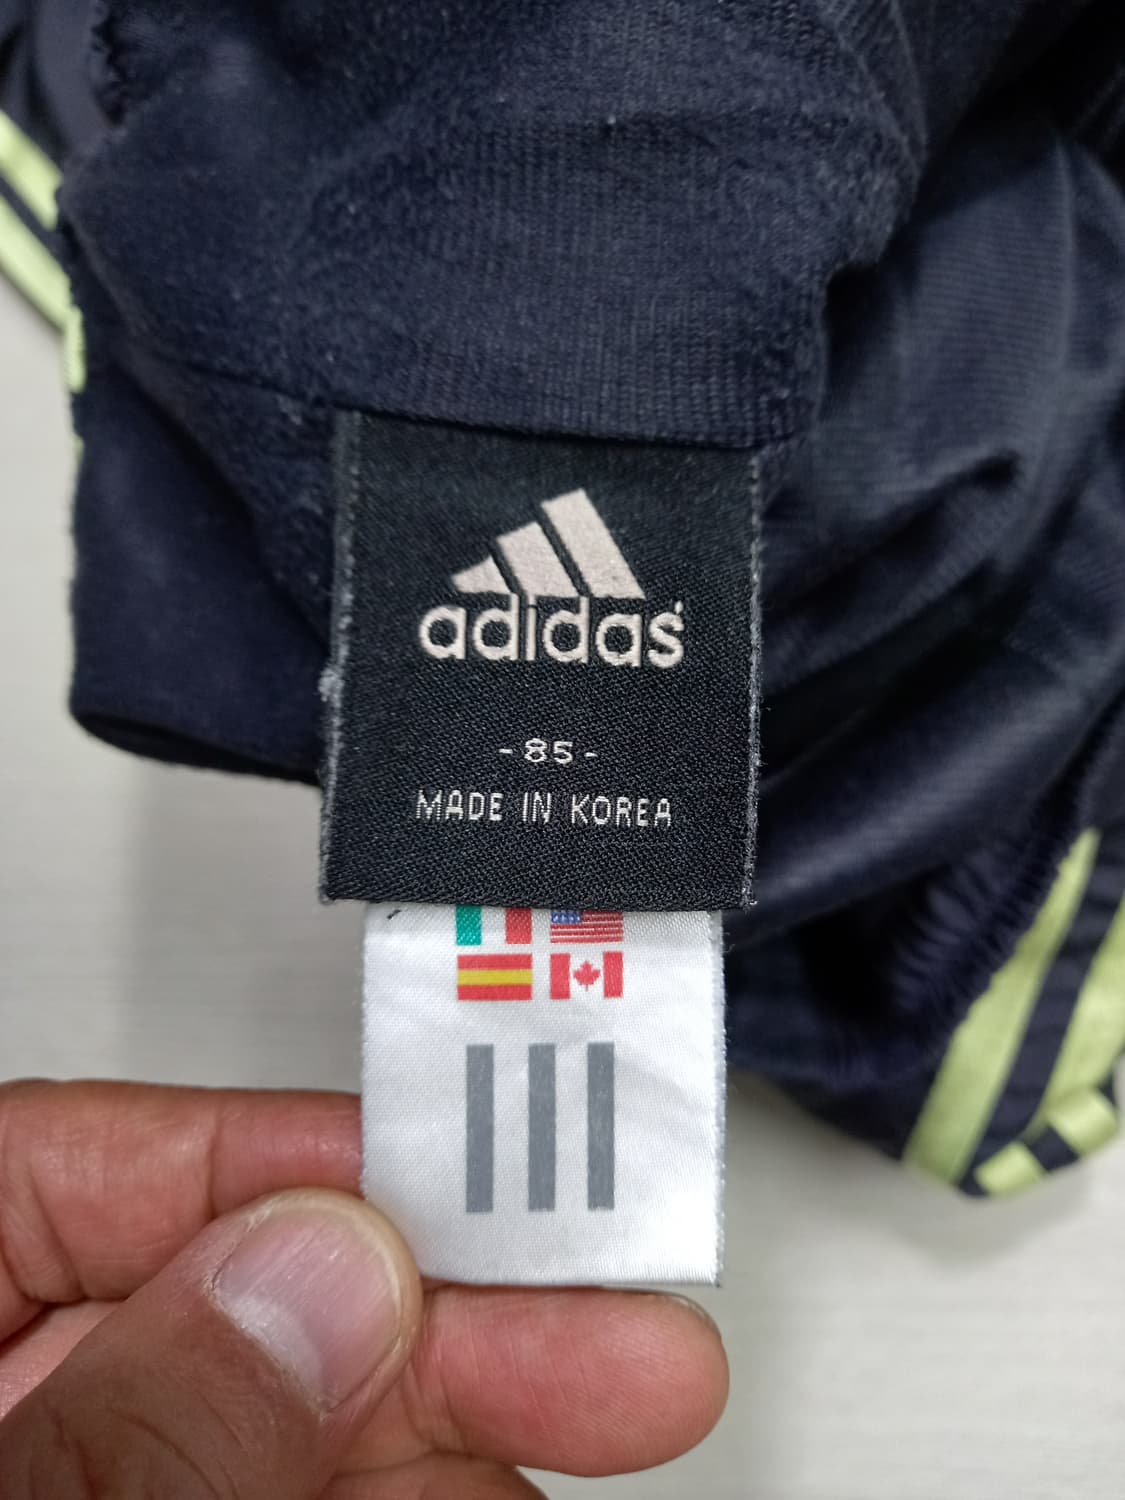 adidas
-85-
MADE IN KOREA